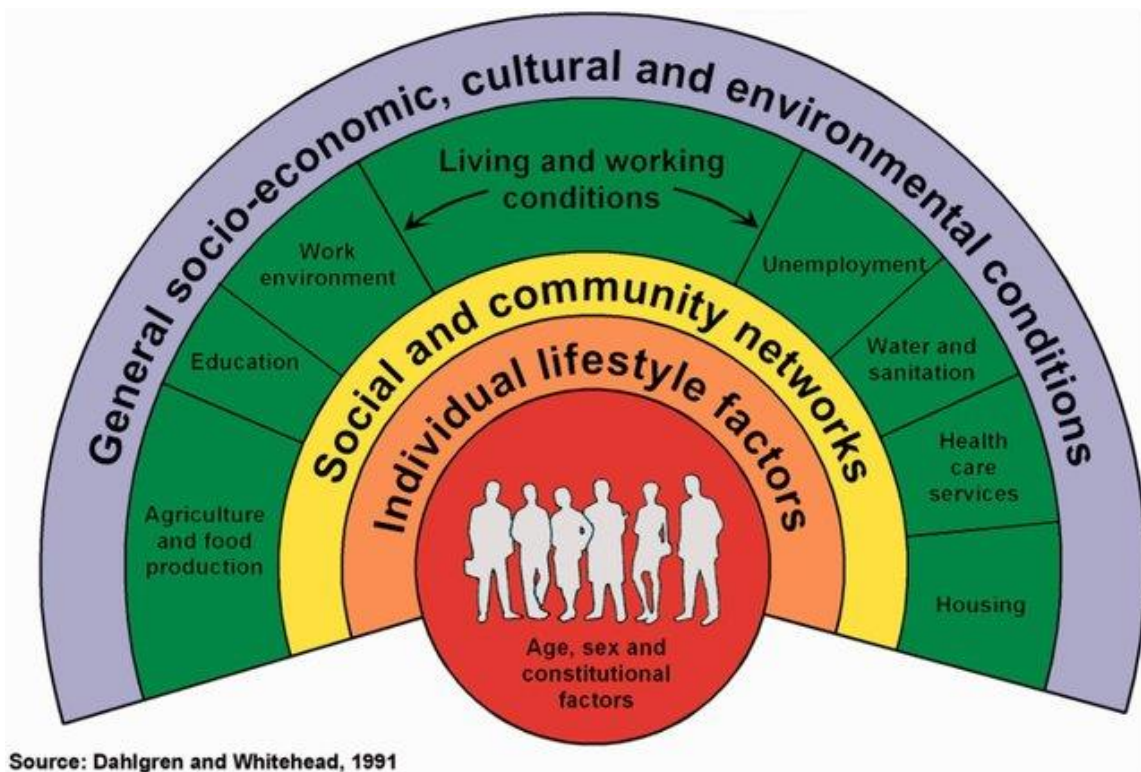 General socio-economic, cultural and environmental conditions
Living and working
conditions
Work
environment
Unemployment
Education
Water and
sanitation
Agriculture
and food
production
Health
care
services
Housing
Social and community networks
Individual lifestyle factors
Age, sex and
constitutional
factors
Source: Dahlgren and Whitehead, 1991